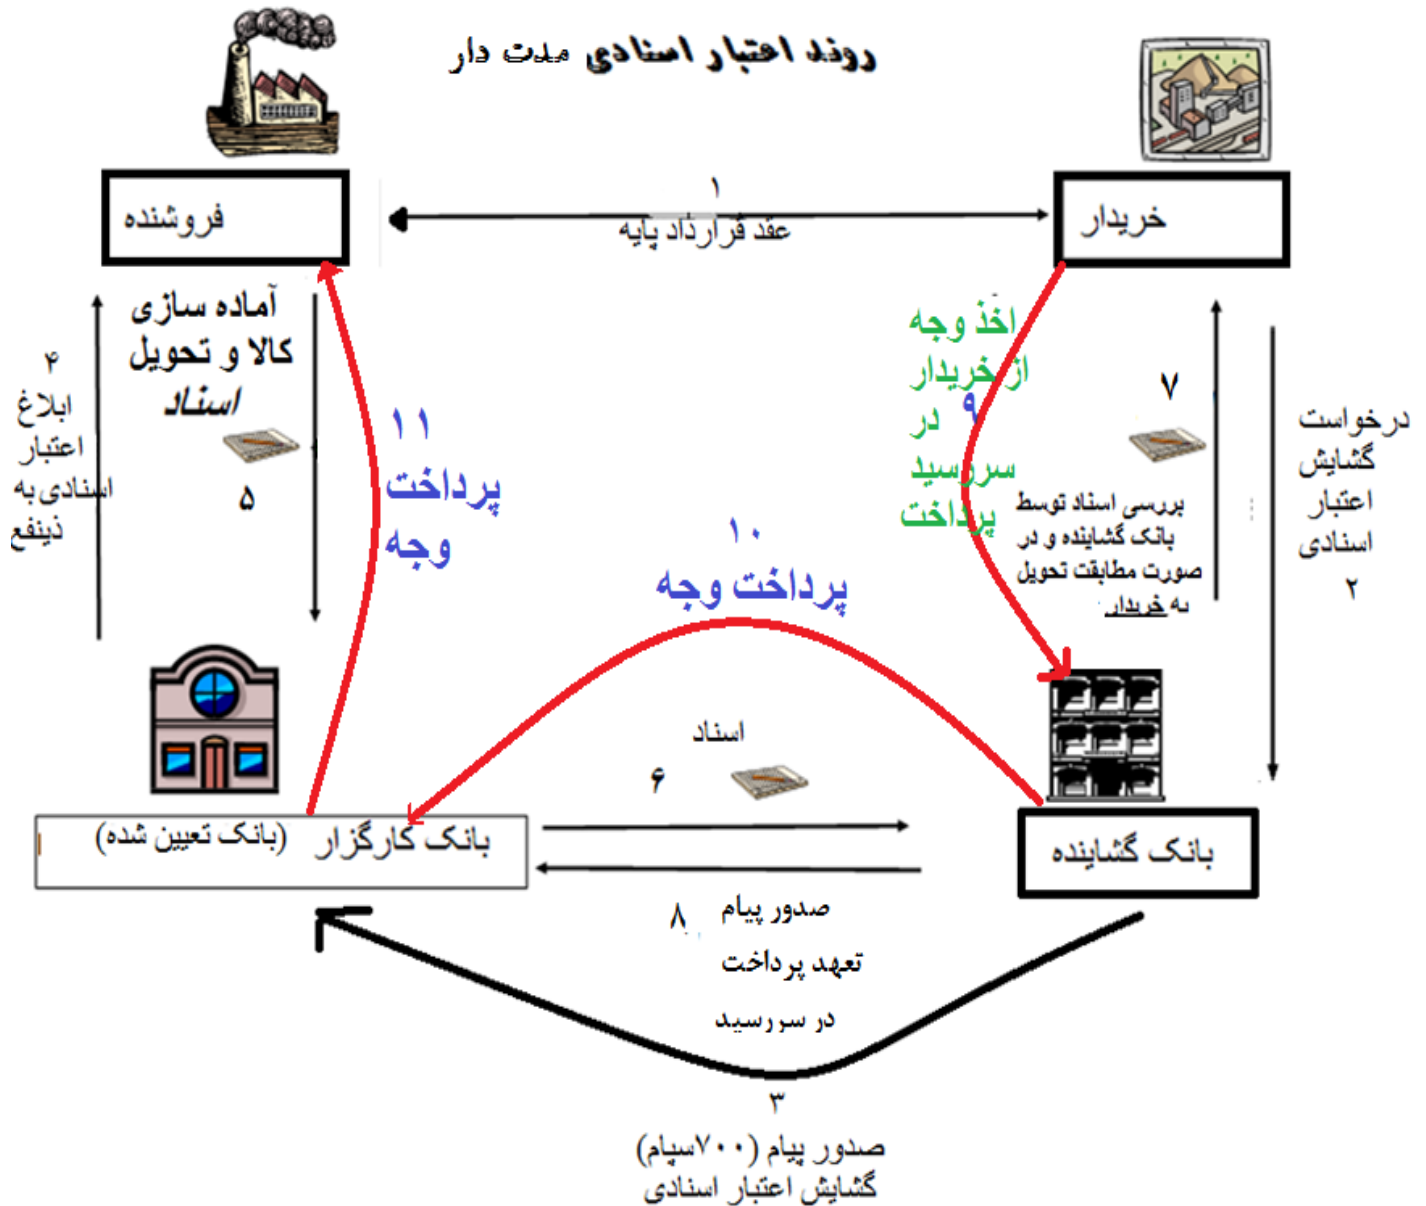 روند اعتبار اسنادی مدت دار
خریدار
۱
عقد قرارداد پایه
فروشنده
درخواست
گشایش
اعتبار
اسنادی
۲
۷
بررسی اسناد توسط
بانک گشاینده و در
صورت مطابقت تحویل
به خریدار
اخذ وجه
از خریدار
در ۹
سررسید
پرداخت
۱۰
پرداخت وجه
۱۱
پرداخت
وجه
آماده سازی
کالا و تحویل
اسناد
۵
۴
ابلاغ
اعتبار
اسنادی به
ذینفع
اسناد
۶
بانک گشاینده
بانک کارگزار (بانک تعیین شده)
۸
صدور پیام
تعهد پرداخت
در سررسید
۳
صدور پیام (۷۰۰سپام)
گشایش اعتبار اسنادی